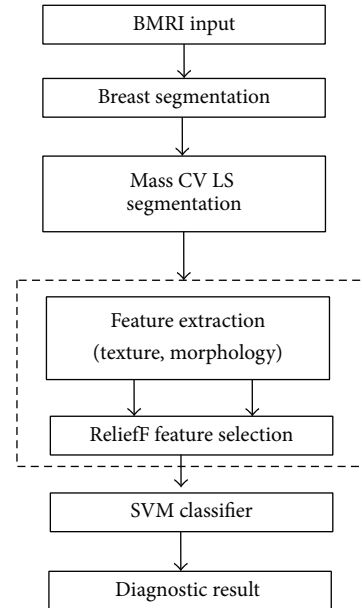 BMRI input
Breast segmentation
Mass CV LS
segmentation
Feature extraction
(texture, morphology)
ReliefF feature selection
SVM classifier
Diagnostic result